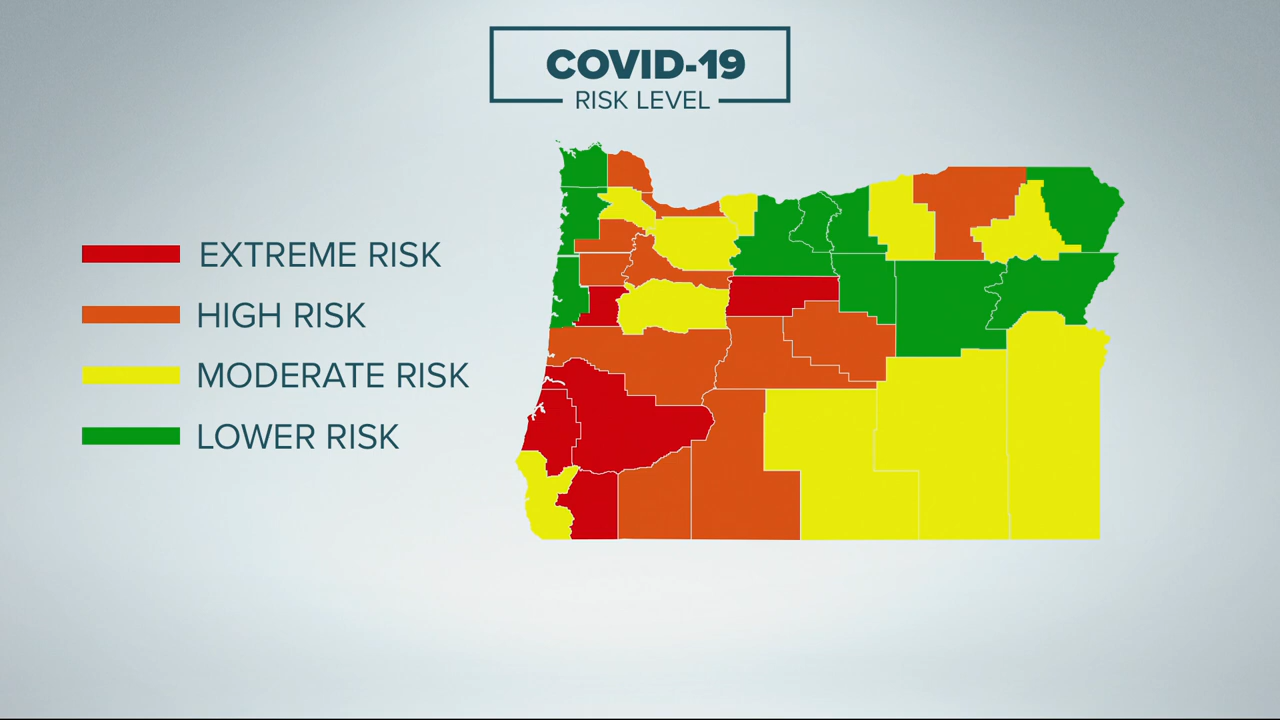 COVID-19
RISK LEVEL
EXTREME RISK
HIGH RISK
MODERATE RISK
LOWER RISK